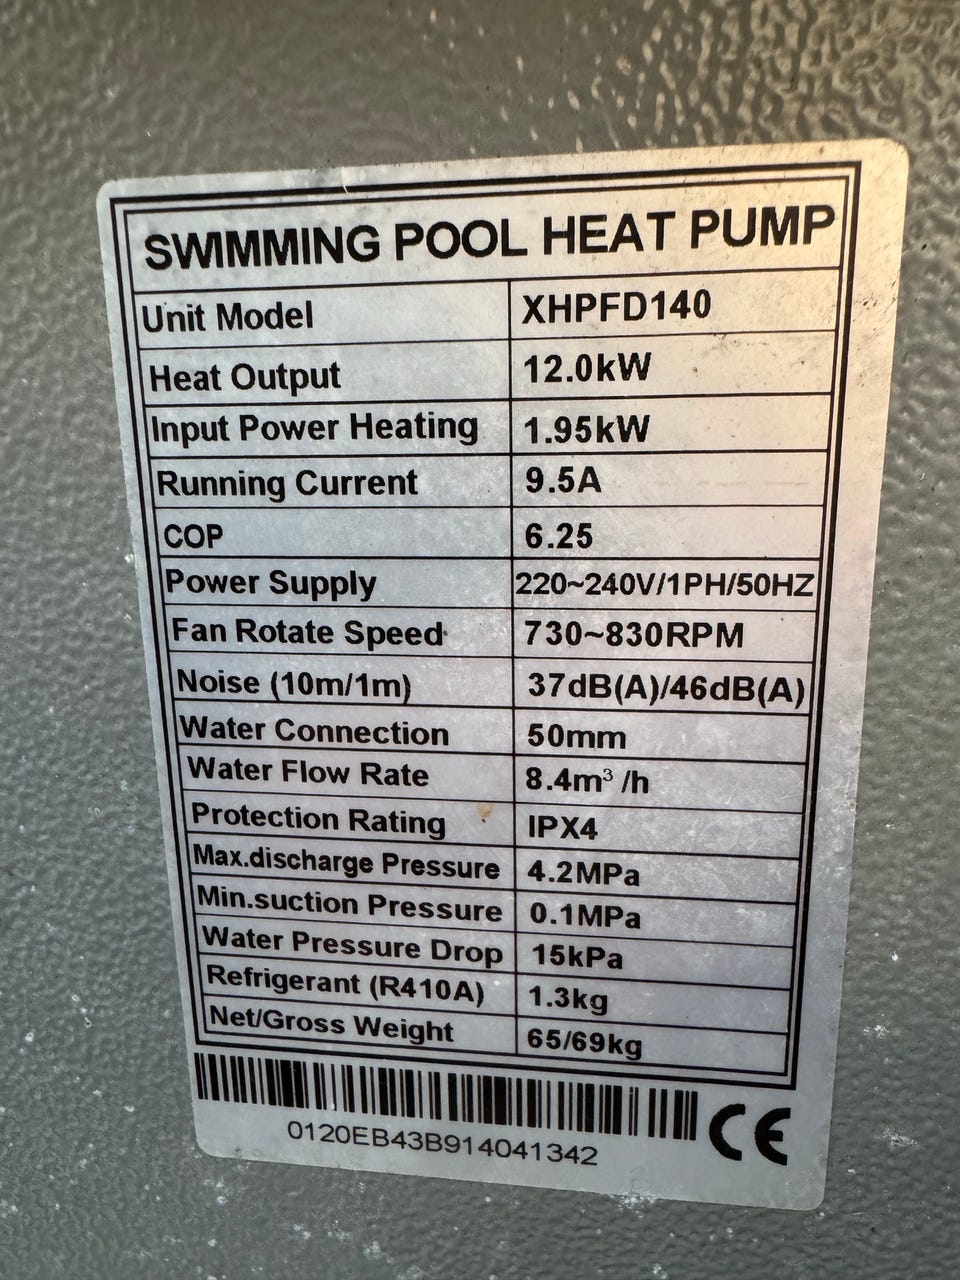 SWIMMING POOL HEAT PUMP
Unit Model XHPFD140
Heat Output 12.0kW
Input Power Heating 1.95kW
Running Current 9.5A
COP 6.25
Power Supply 220~240V/1PH/50HZ
Fan Rotate Speed 730~830RPM
Noise (10m/1m) 37dB(A)/46dB(A)
Water Connection 50mm
Water Flow Rate 8.4m³ /h
Protection Rating IPX4
Max.discharge Pressure 4.2MPa
Min.suction Pressure 0.1MPa
Water Pressure Drop 15kPa
Refrigerant (R410A) 1.3kg
Net/Gross Weight 65/69kg
0120EB43B914041342
CE